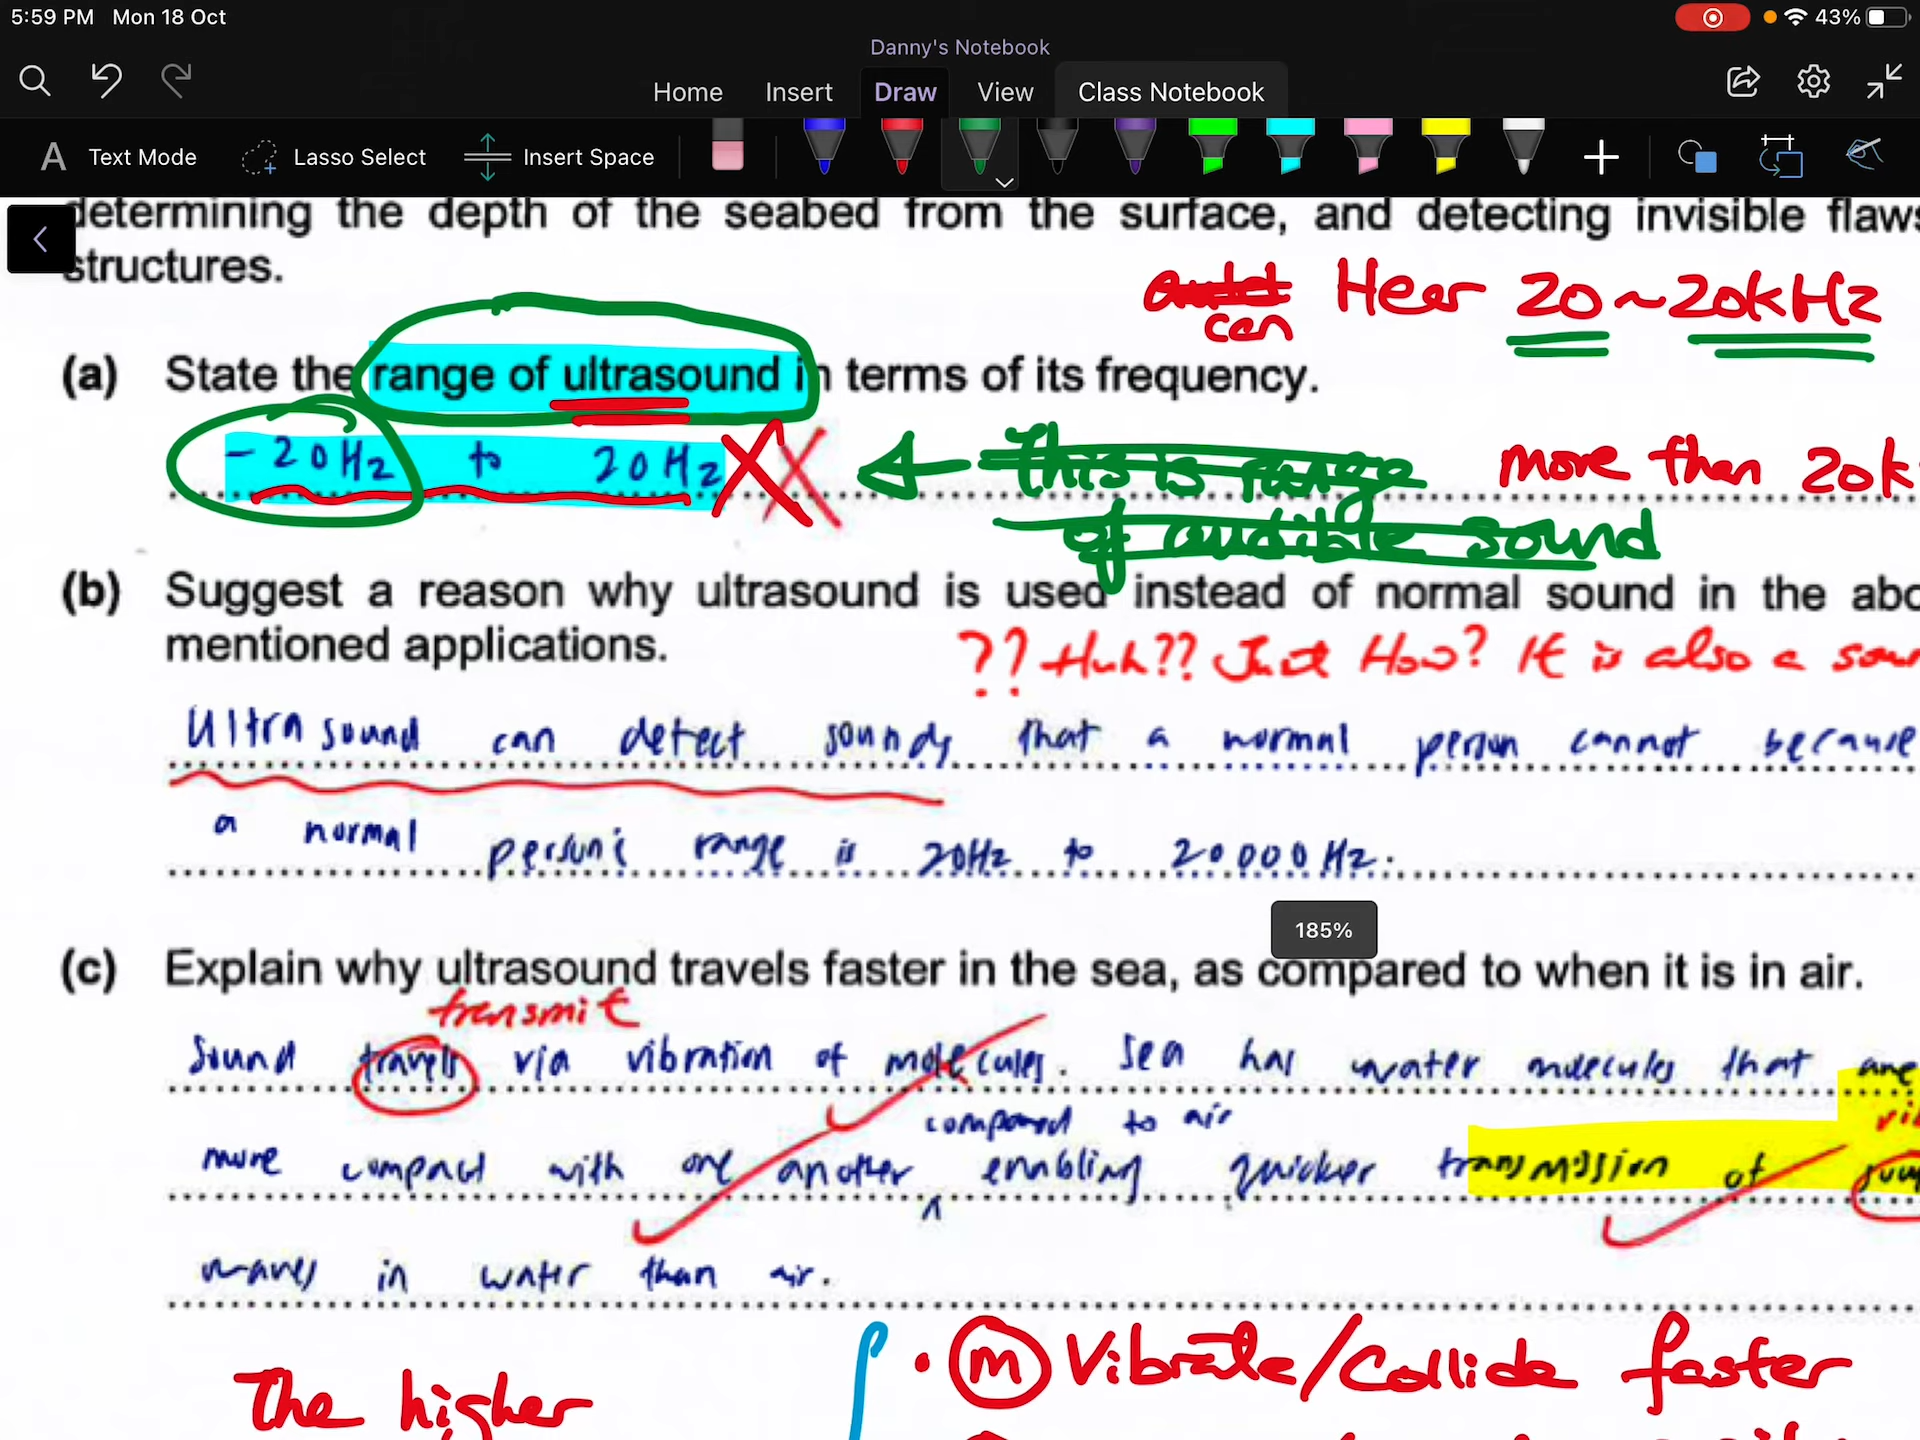 5:59 PM Mon 18 Oct
43%
Danny's Notebook
Home Insert Draw View Class Notebook
A Text Mode Lasso Select Insert Space
determining the depth of the seabed from the surface, and detecting invisible flaws
structures.
can Hear 20 ~ 20kHz
(a) State the range of ultrasound in terms of its frequency.
- 20 Hz to 20 Hz
This is range more than 20k
of audible sound
(b) Suggest a reason why ultrasound is used instead of normal sound in the
mentioned applications.
?? Huh?? Just How? It is also a
Ultrasound can detect sounds that a normal person cannot because
a normal person's range is 20Hz to 20000 Hz.
185%
(c) Explain why ultrasound travels faster in the sea, as compared to when it is in air.
transmit
Sound travels via vibration of molecules. Sea has water molecules that are
compared to air
more compact with one another ^ enabling quicker transmission of
waves in water than air.
The higher
• m Vibrate/Collide faster